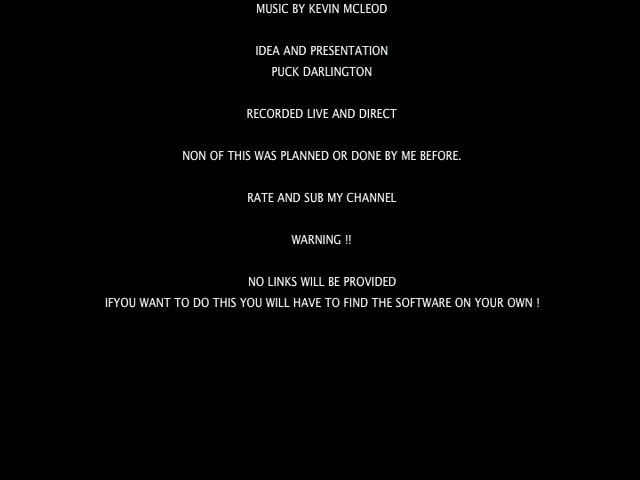 MUSIC BY KEVIN MCLEOD
IDEA AND PRESENTATION
PUCK DARLINGTON
RECORDED LIVE AND DIRECT
NON OF THIS WAS PLANNED OR DONE BY ME BEFORE.
RATE AND SUB MY CHANNEL
WARNING !!
NO LINKS WILL BE PROVIDED
IFYOU WANT TO DO THIS YOU WILL HAVE TO FIND THE SOFTWARE ON YOUR OWN !